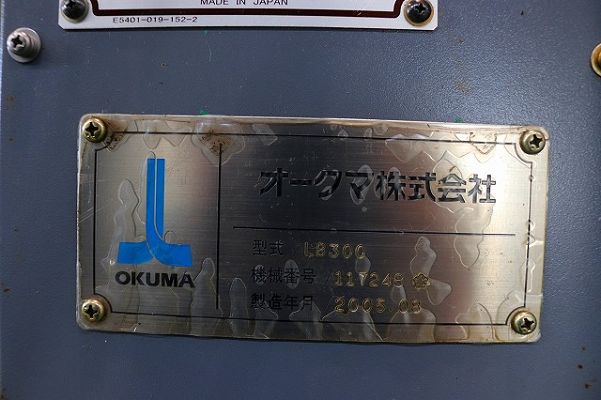 MADE IN JAPAN
E5401-019-152-2
オークマ株式会社
OKUMA
型式 LB300
機械番号 117248
製造年月 2005.08